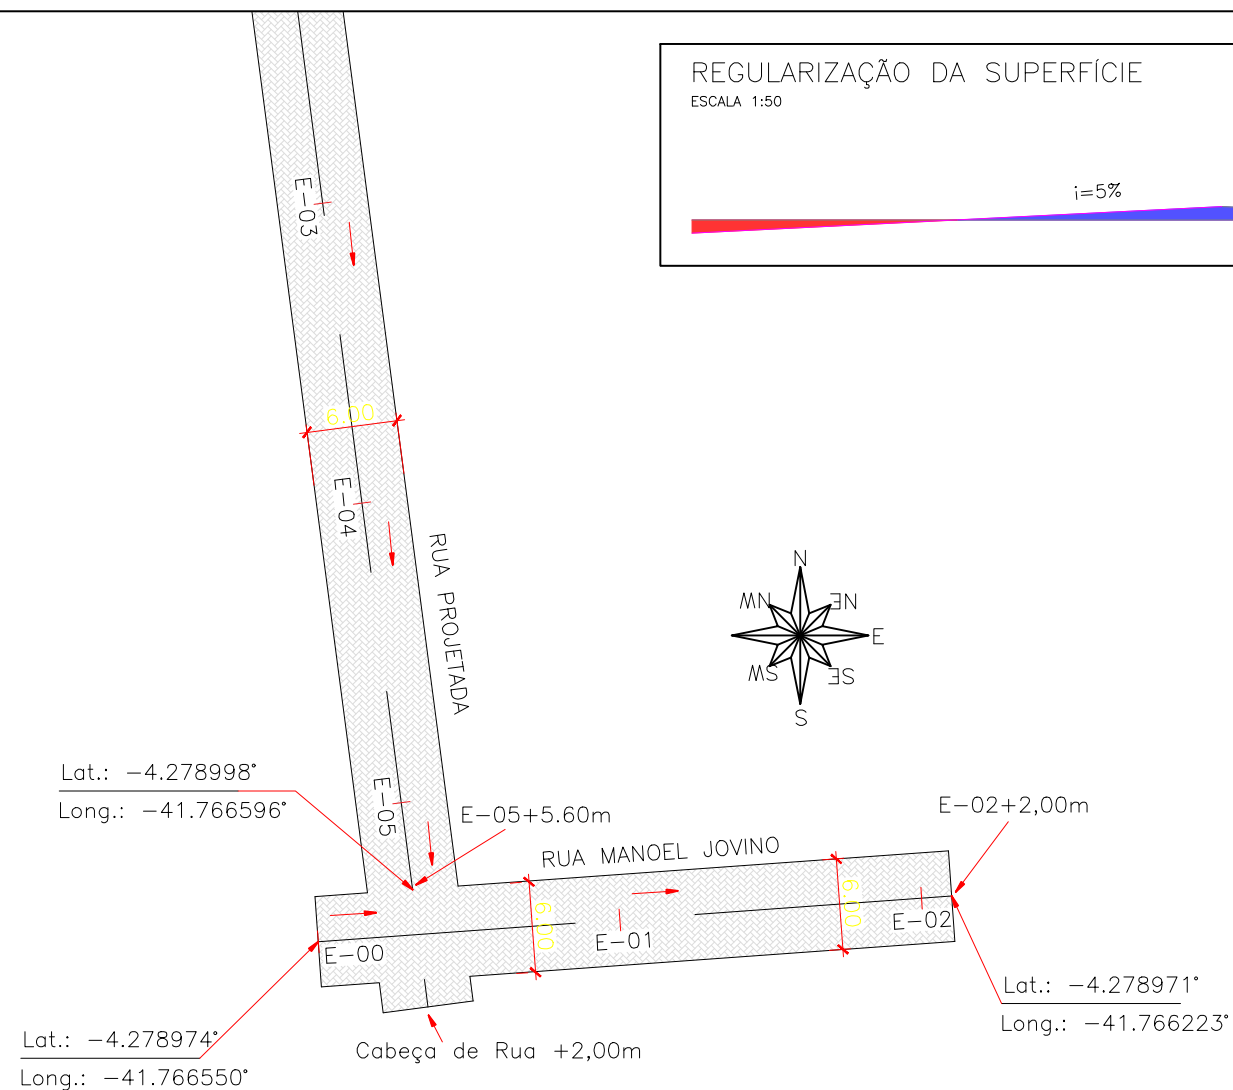 REGULARIZAÇÃO DA SUPERFÍCIE
ESCALA 1:50
i=5%
E-03
6.00
E-04
RUA PROJETADA
N
NW
NE
E
SW
SE
S
Lat.: -4.278998°
Long.: -41.766596°
E-05
E-05+5.60m
E-02+2,00m
RUA MANOEL JOVINO
6.00
6.00
E-00
E-01
E-02
Lat.: -4.278971°
Long.: -41.766223°
Lat.: -4.278974°
Long.: -41.766550°
Cabeça de Rua +2,00m